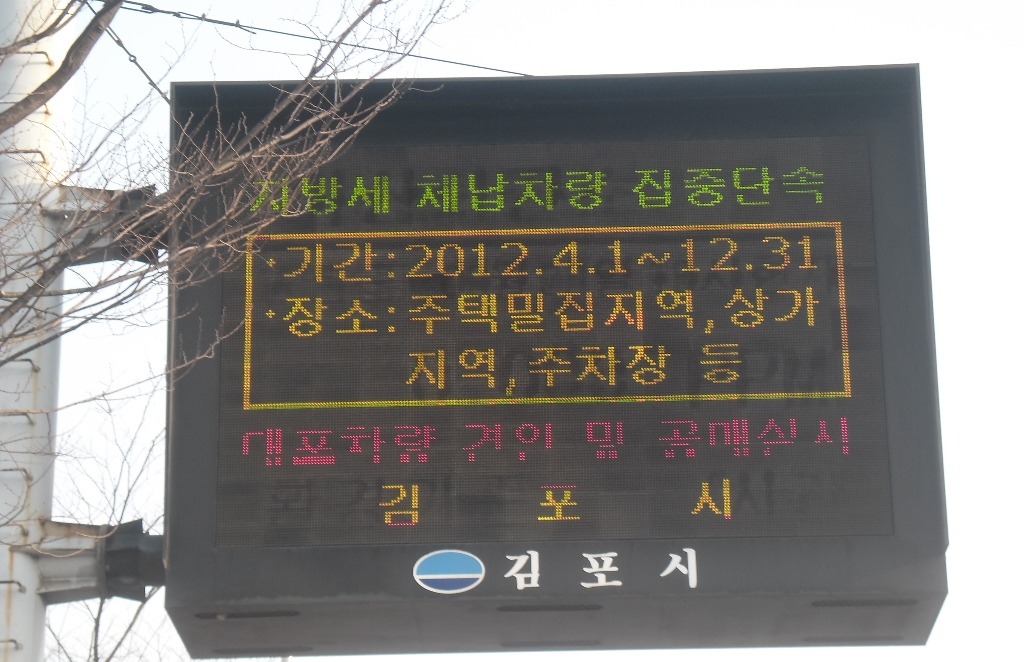 지방세 체납차량 집중단속
·기간:2012.4.1~12.31
·장소:주택밀집지역,상가
지역,주차장 등
대포차량 견인 및 공매실시
김 포 시
김 포 시